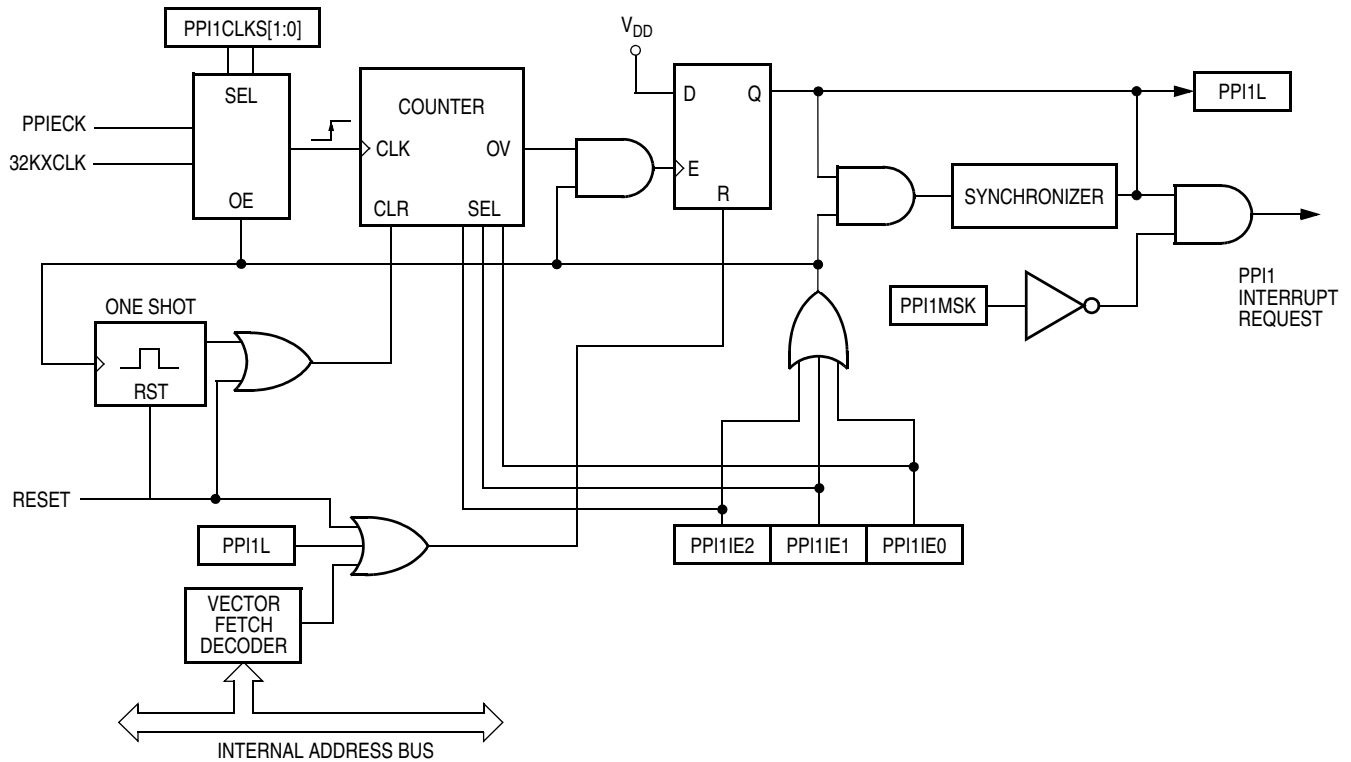 PPI1CLKS[1:0]
VDD
SEL
COUNTER
D
Q
PPI1L
PPIECK
32KXCLK
CLK
OV
E
OE
CLR
SEL
R
SYNCHRONIZER
ONE SHOT
RST
PPI1MSK
PPI1
INTERRUPT
REQUEST
RESET
PPI1L
PPI1IE2
PPI1IE1
PPI1IE0
VECTOR
FETCH
DECODER
INTERNAL ADDRESS BUS